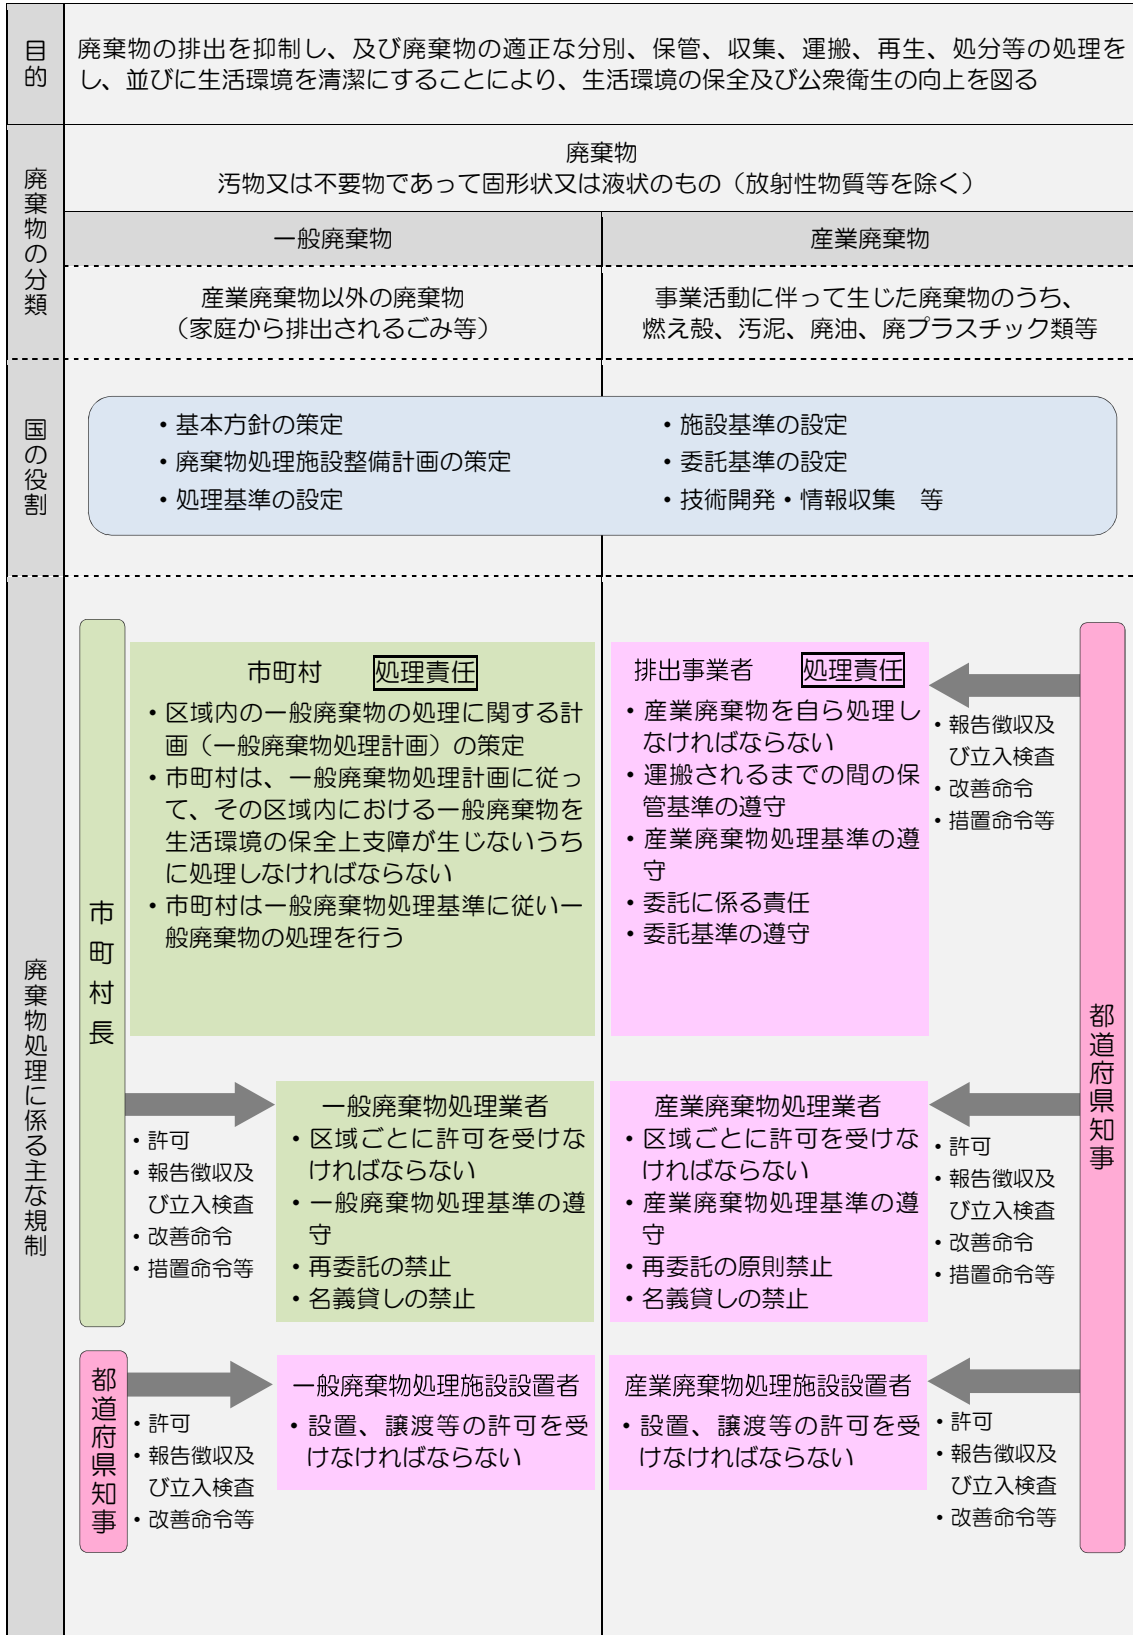 目的
廃棄物の排出を抑制し、及び廃棄物の適正な分別、保管、収集、運搬、再生、処分等の処理を
し、並びに生活環境を清潔にすることにより、生活環境の保全及び公衆衛生の向上を図る
廃棄物の分類
廃棄物
汚物又は不要物であって固形状又は液状のもの（放射性物質等を除く）
一般廃棄物
産業廃棄物
産業廃棄物以外の廃棄物
（家庭から排出されるごみ等）
事業活動に伴って生じた廃棄物のうち、
燃え殻、汚泥、廃油、廃プラスチック類等
国の役割
・基本方針の策定
・廃棄物処理施設整備計画の策定
・処理基準の設定
・施設基準の設定
・委託基準の設定
・技術開発・情報収集　等
廃棄物処理に係る主な規制
市町村長
市町村　処理責任
・区域内の一般廃棄物の処理に関する計
画（一般廃棄物処理計画）の策定
・市町村は、一般廃棄物処理計画に従っ
て、その区域内における一般廃棄物を
生活環境の保全上支障が生じないうち
に処理しなければならない
・市町村は一般廃棄物処理基準に従い一
般廃棄物の処理を行う
排出事業者　処理責任
・産業廃棄物を自ら処理し
なければならない
・運搬されるまでの間の保
管基準の遵守
・産業廃棄物処理基準の遵
守
・委託に係る責任
・委託基準の遵守
・報告徴収及
び立入検査
・改善命令
・措置命令等
都道府県知事
・許可
・報告徴収及
び立入検査
・改善命令
・措置命令等
一般廃棄物処理業者
・区域ごとに許可を受けな
ければならない
・一般廃棄物処理基準の遵
守
・再委託の禁止
・名義貸しの禁止
産業廃棄物処理業者
・区域ごとに許可を受けな
ければならない
・産業廃棄物処理基準の遵
守
・再委託の原則禁止
・名義貸しの禁止
・許可
・報告徴収及
び立入検査
・改善命令
・措置命令等
都道府県知事
・許可
・報告徴収及
び立入検査
・改善命令等
一般廃棄物処理施設設置者
・設置、譲渡等の許可を受
けなければならない
産業廃棄物処理施設設置者
・設置、譲渡等の許可を受
けなければならない
・許可
・報告徴収及
び立入検査
・改善命令等